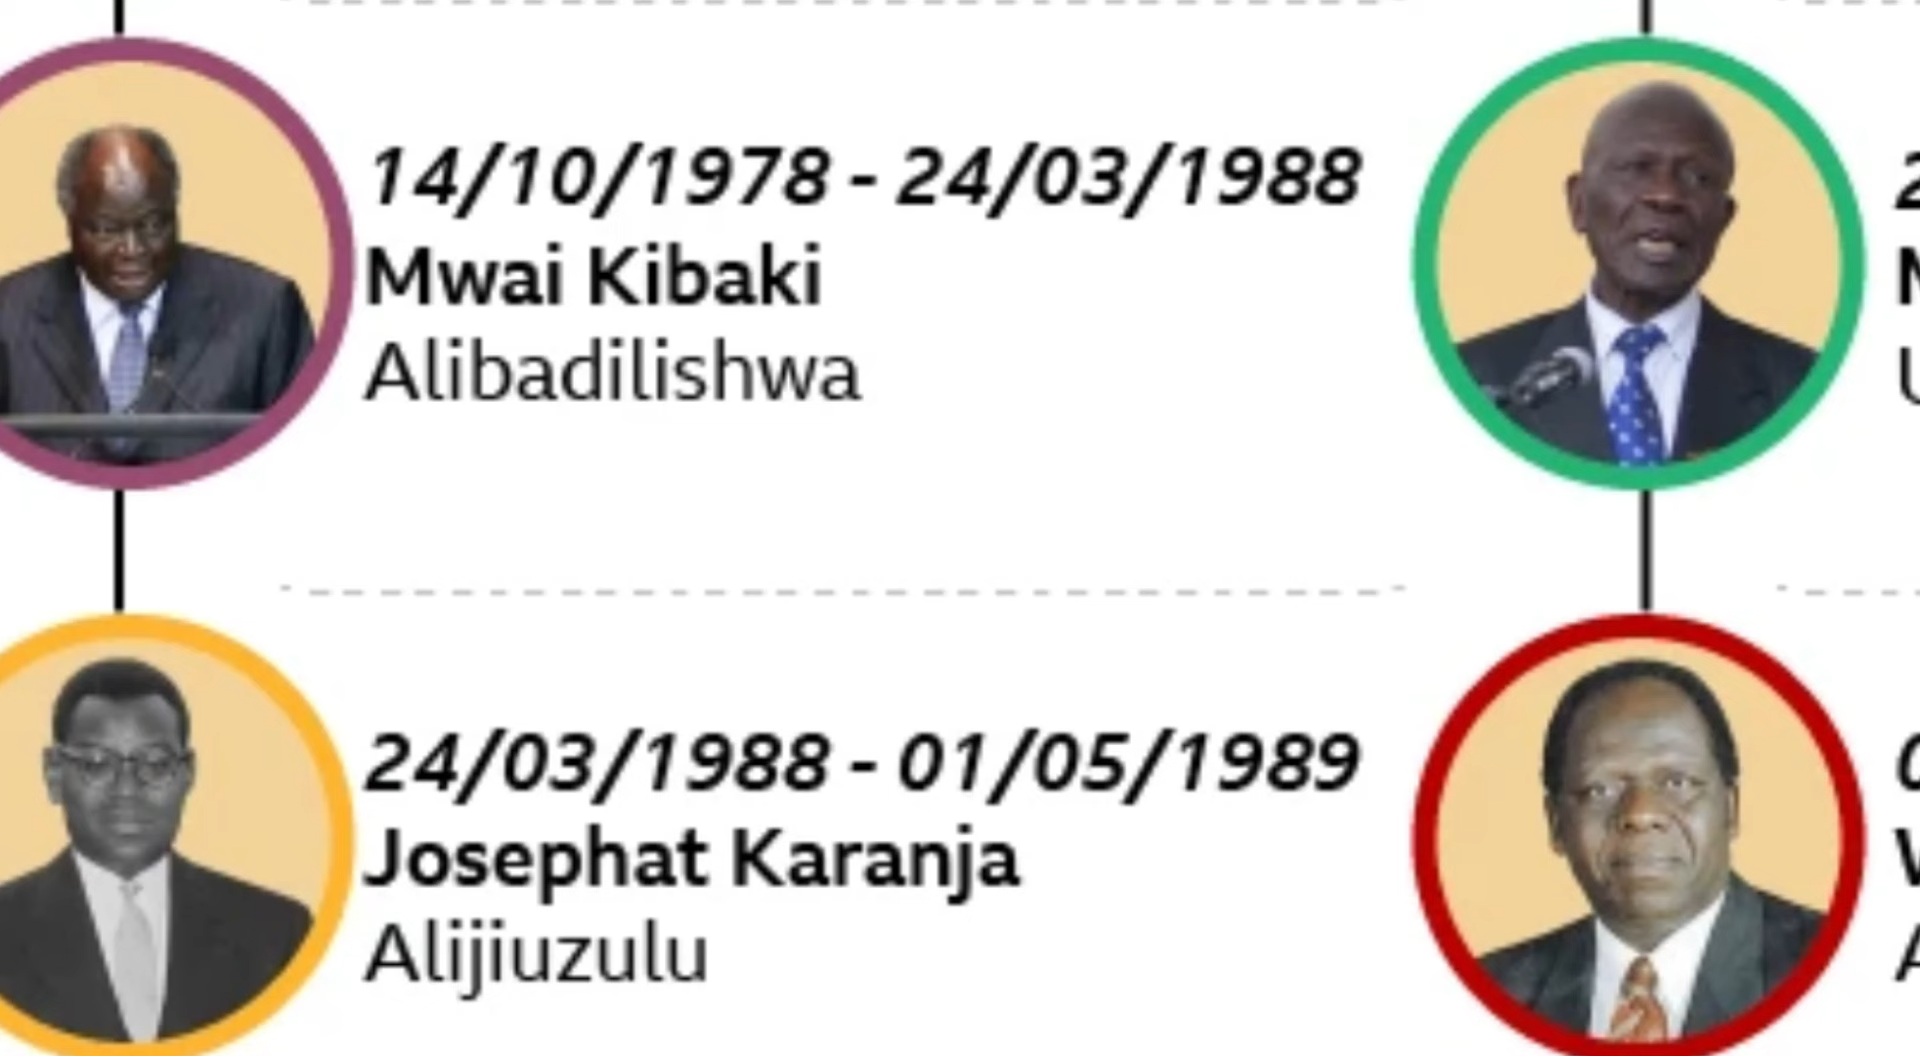 14/10/1978 - 24/03/1988
Mwai Kibaki
Alibadilishwa
24/03/1988 - 01/05/1989
Josephat Karanja
Alijiuzulu